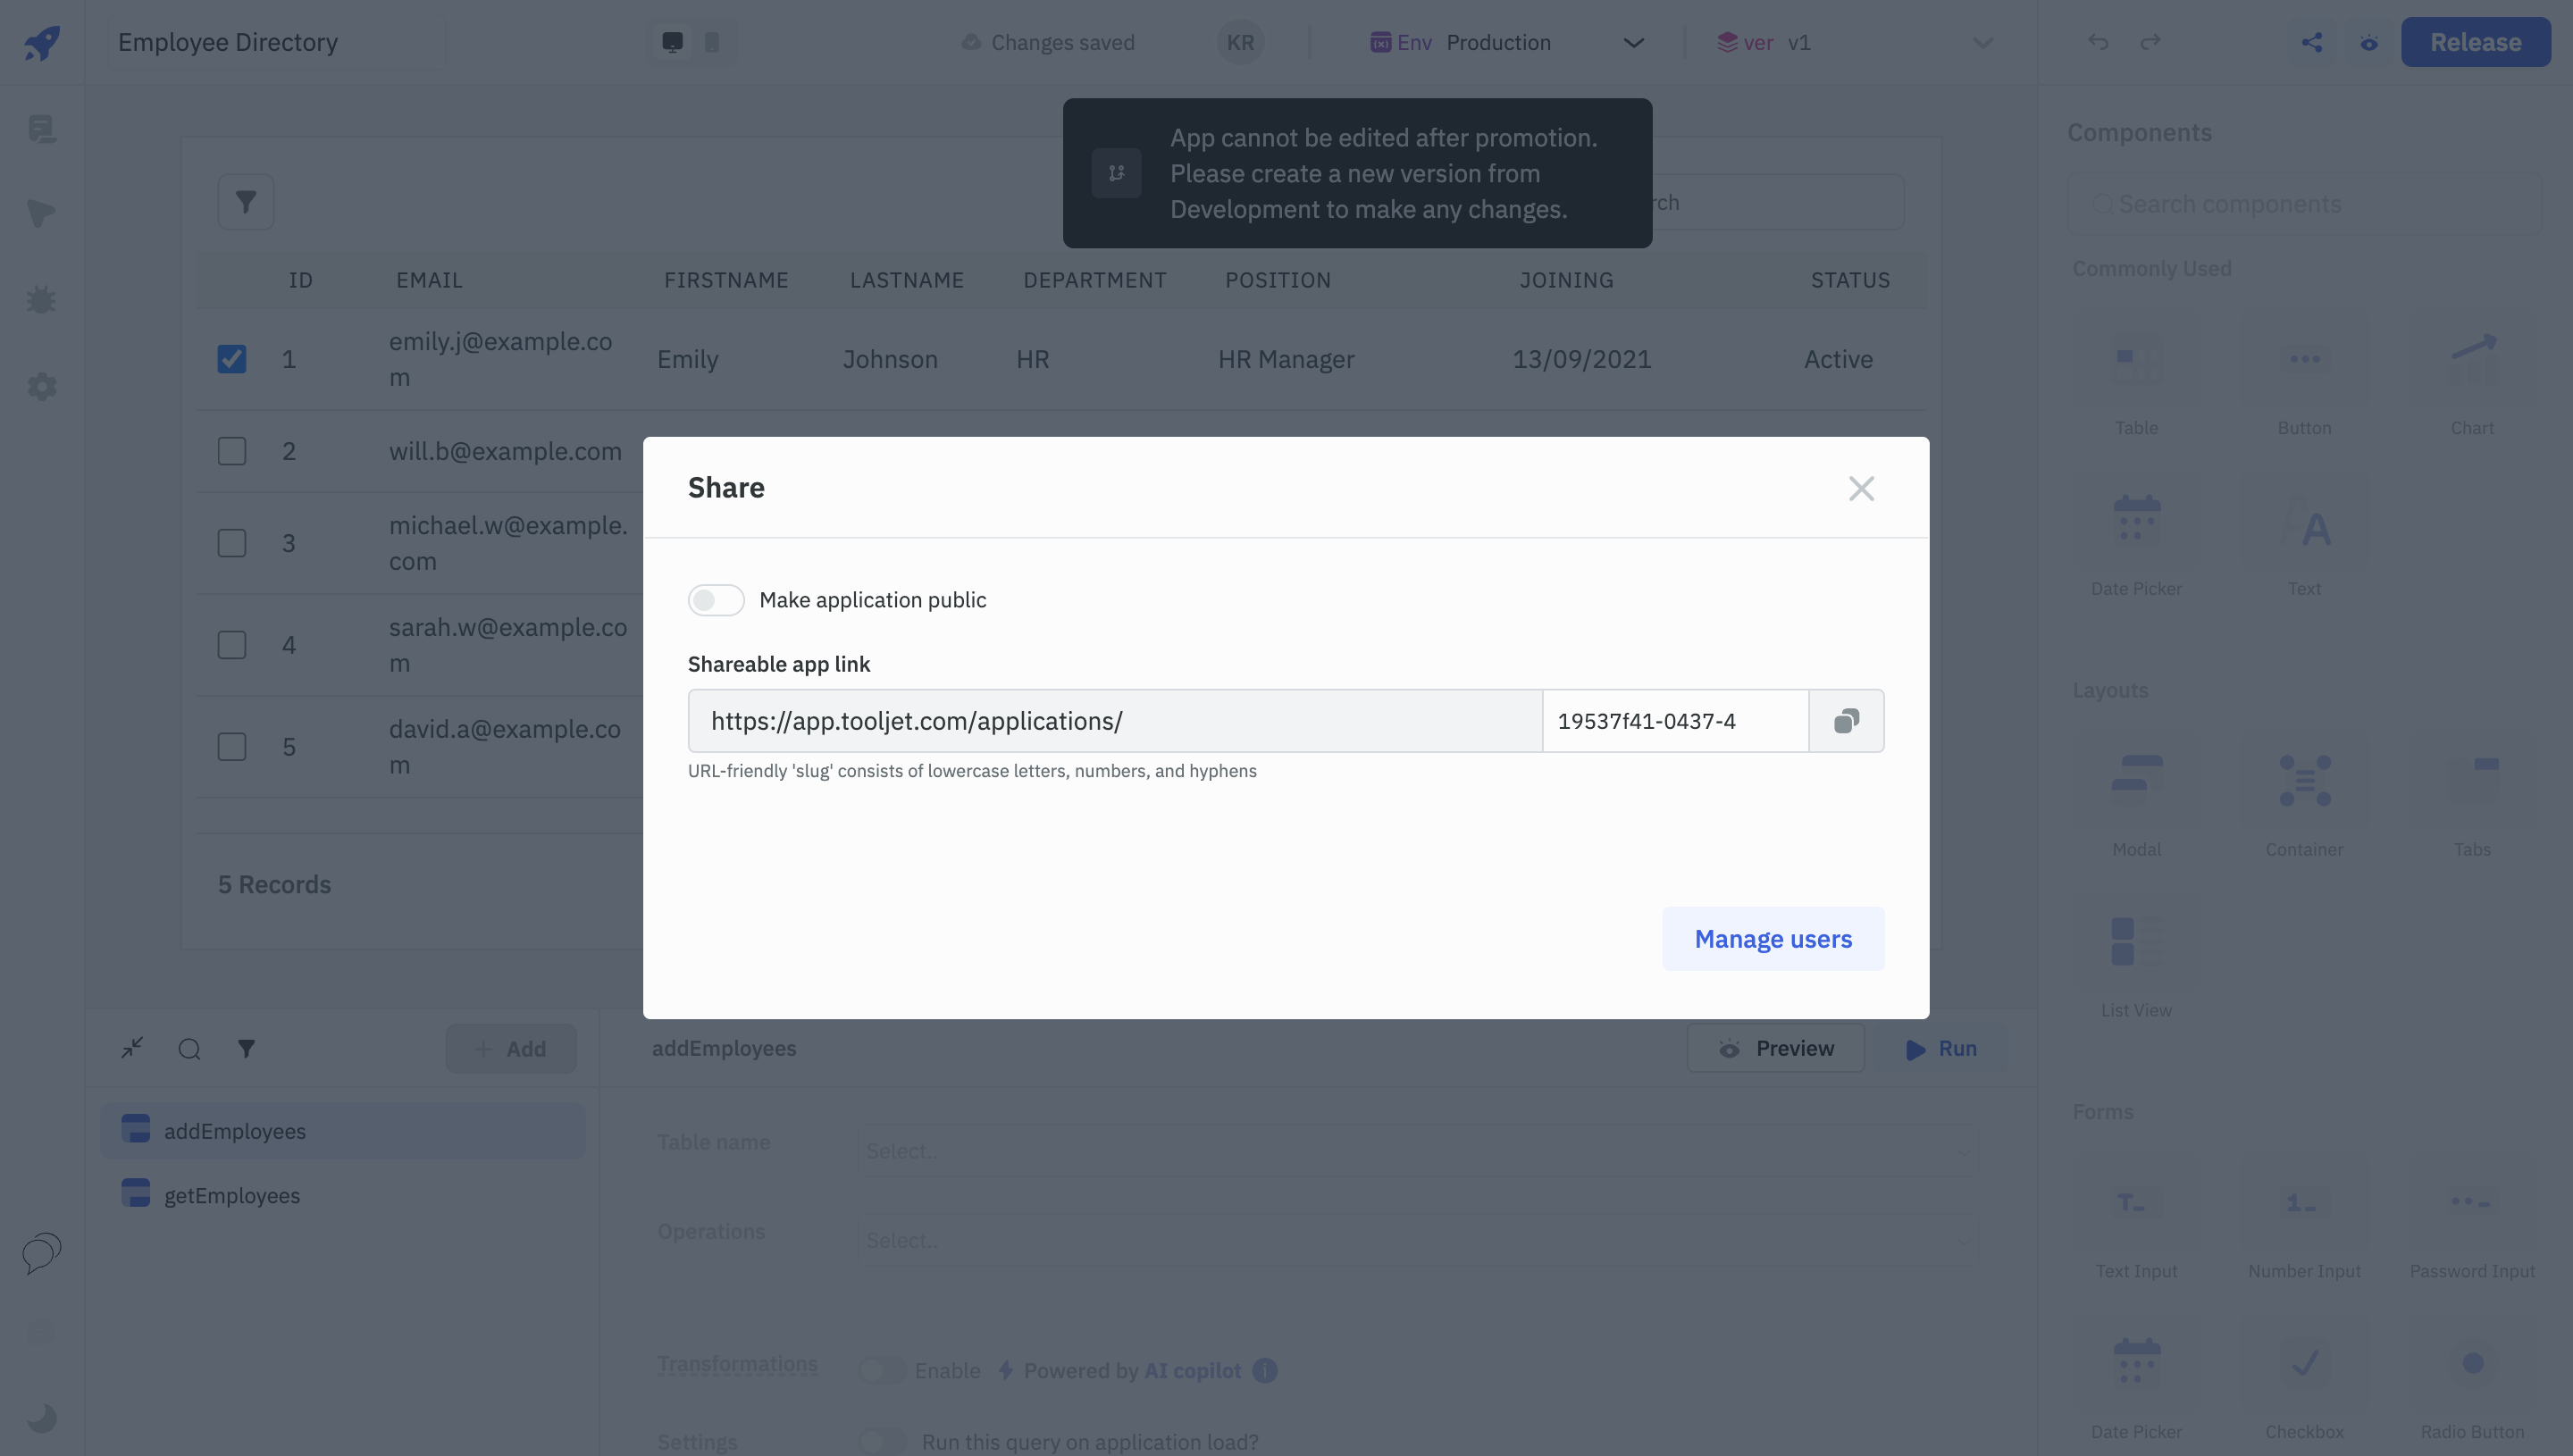 Employee Directory
Changes saved
KR
Env
Production
ver
v1
Release
App cannot be edited after promotion.
Please create a new version from
Development to make any changes.
rch
ID
EMAIL
FIRSTNAME
LASTNAME
DEPARTMENT
POSITION
JOINING
STATUS
1
emily.j@example.co
m
Emily
Johnson
HR
HR Manager
13/09/2021
Active
2
will.b@example.com
3
michael.w@example.
com
4
sarah.w@example.co
m
5
david.a@example.co
m
5 Records
Share
Make application public
Shareable app link
https://app.tooljet.com/applications/
19537f41-0437-4
URL-friendly 'slug' consists of lowercase letters, numbers, and hyphens
Manage users
Add
addEmployees
getEmployees
addEmployees
Preview
Run
Table name
Select..
Operations
Select..
Transformations
Enable
Powered by AI copilot
Settings
Run this query on application load?
Components
Search components
Commonly Used
Table
Button
Chart
Date Picker
Text
Layouts
Modal
Container
Tabs
List View
Forms
Text Input
Number Input
Password Input
Date Picker
Checkbox
Radio Button